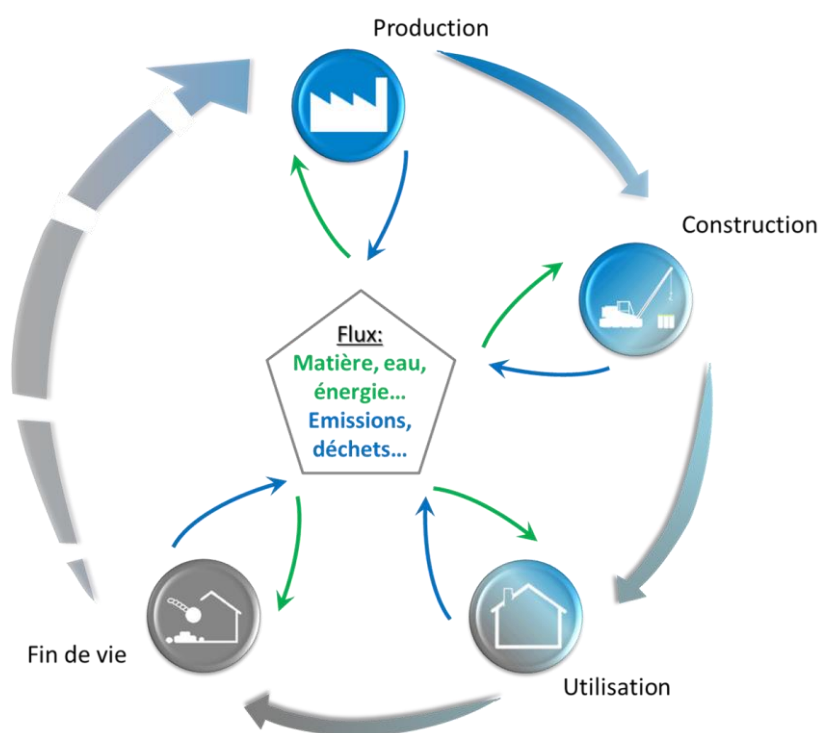 Production
Construction
Flux:
Matière, eau,
énergie...
Emissions,
déchets...
Fin de vie
Utilisation